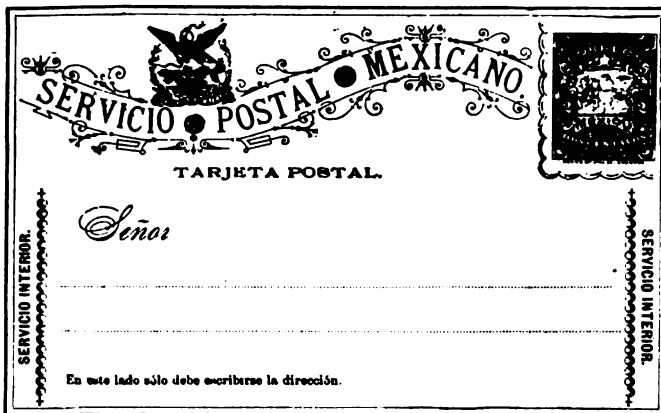 SERVICIO POSTAL MEXICANO
TARJETA POSTAL.
Señor
SERVICIO INTERIOR.
SERVICIO INTERIOR.
En este lado sólo debe escribirse la dirección.